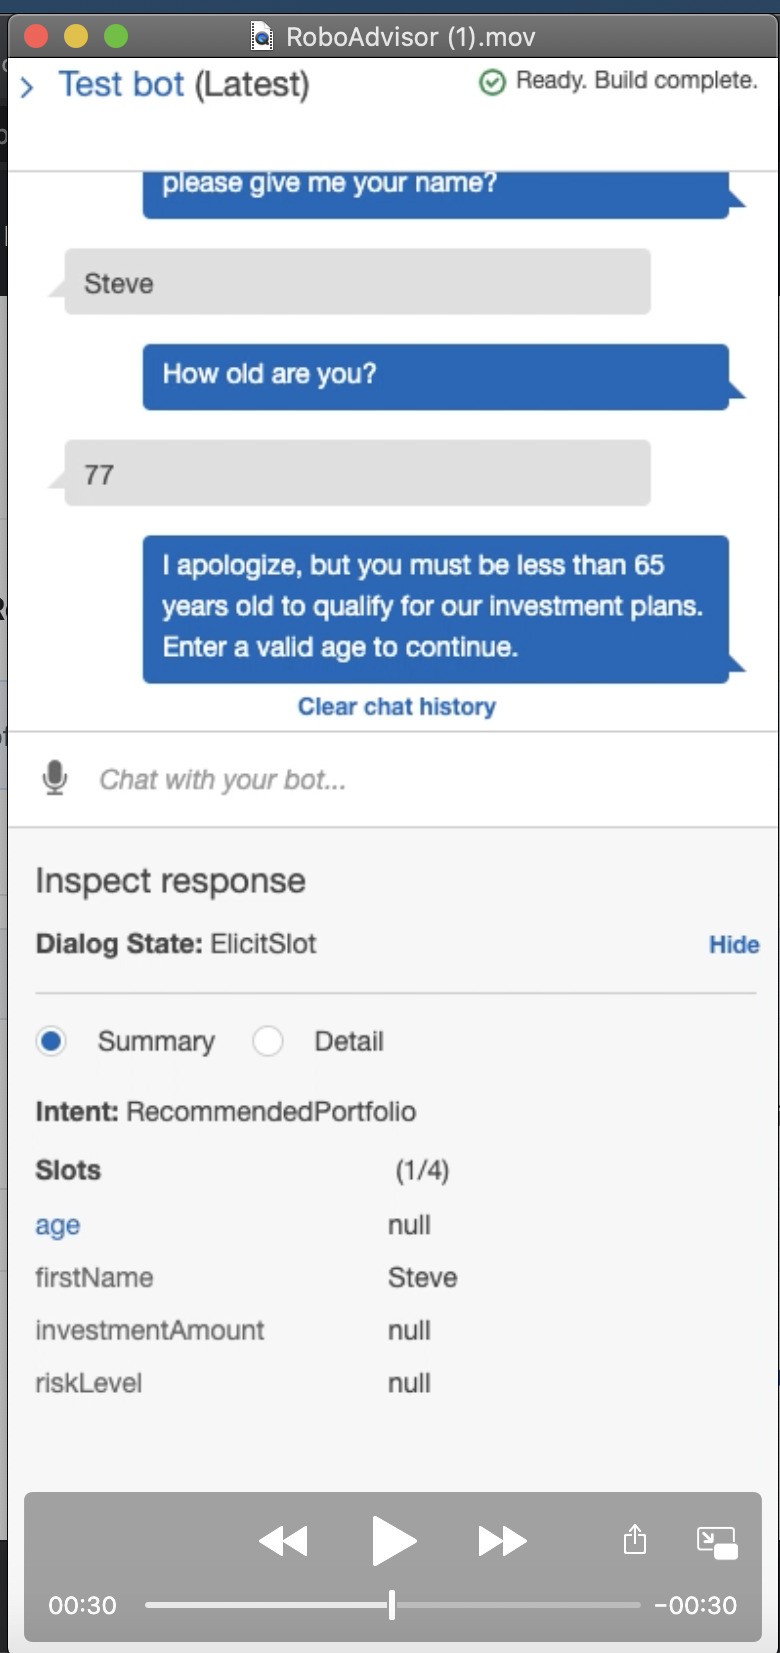 RoboAdvisor (1).mov
Test bot (Latest)
Ready. Build complete.
please give me your name?
Steve
How old are you?
77
I apologize, but you must be less than 65
years old to qualify for our investment plans.
Enter a valid age to continue.
Clear chat history
Chat with your bot...
Inspect response
Dialog State: ElicitSlot
Hide
Summary
Detail
Intent: RecommendedPortfolio
Slots (1/4)
age null
firstName Steve
investmentAmount null
riskLevel null
00:30
-00:30